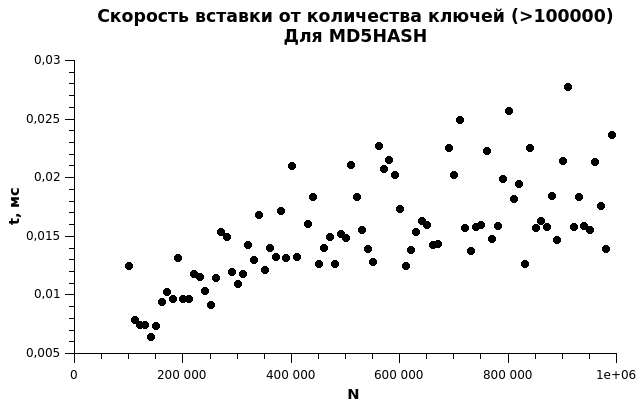 Скорость вставки от количества ключей (>100000)
Для MD5HASH
0,03
0,025
0,02
0,015
0,01
0,005
t, мс
0
200 000
400 000
600 000
800 000
1e+06
N